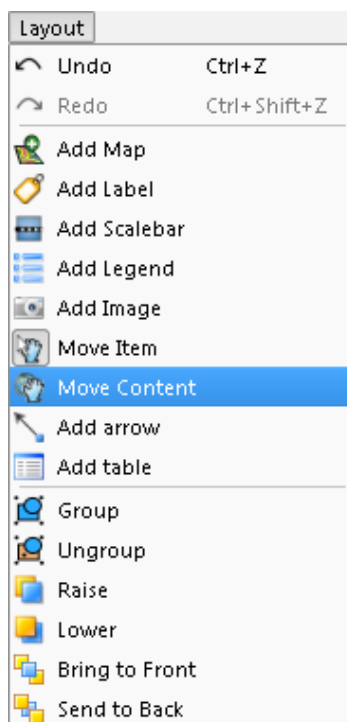 Layout
Undo Ctrl+Z
Redo Ctrl+Shift+Z
Add Map
Add Label
Add Scalebar
Add Legend
Add Image
Move Item
Move Content
Add arrow
Add table
Group
Ungroup
Raise
Lower
Bring to Front
Send to Back